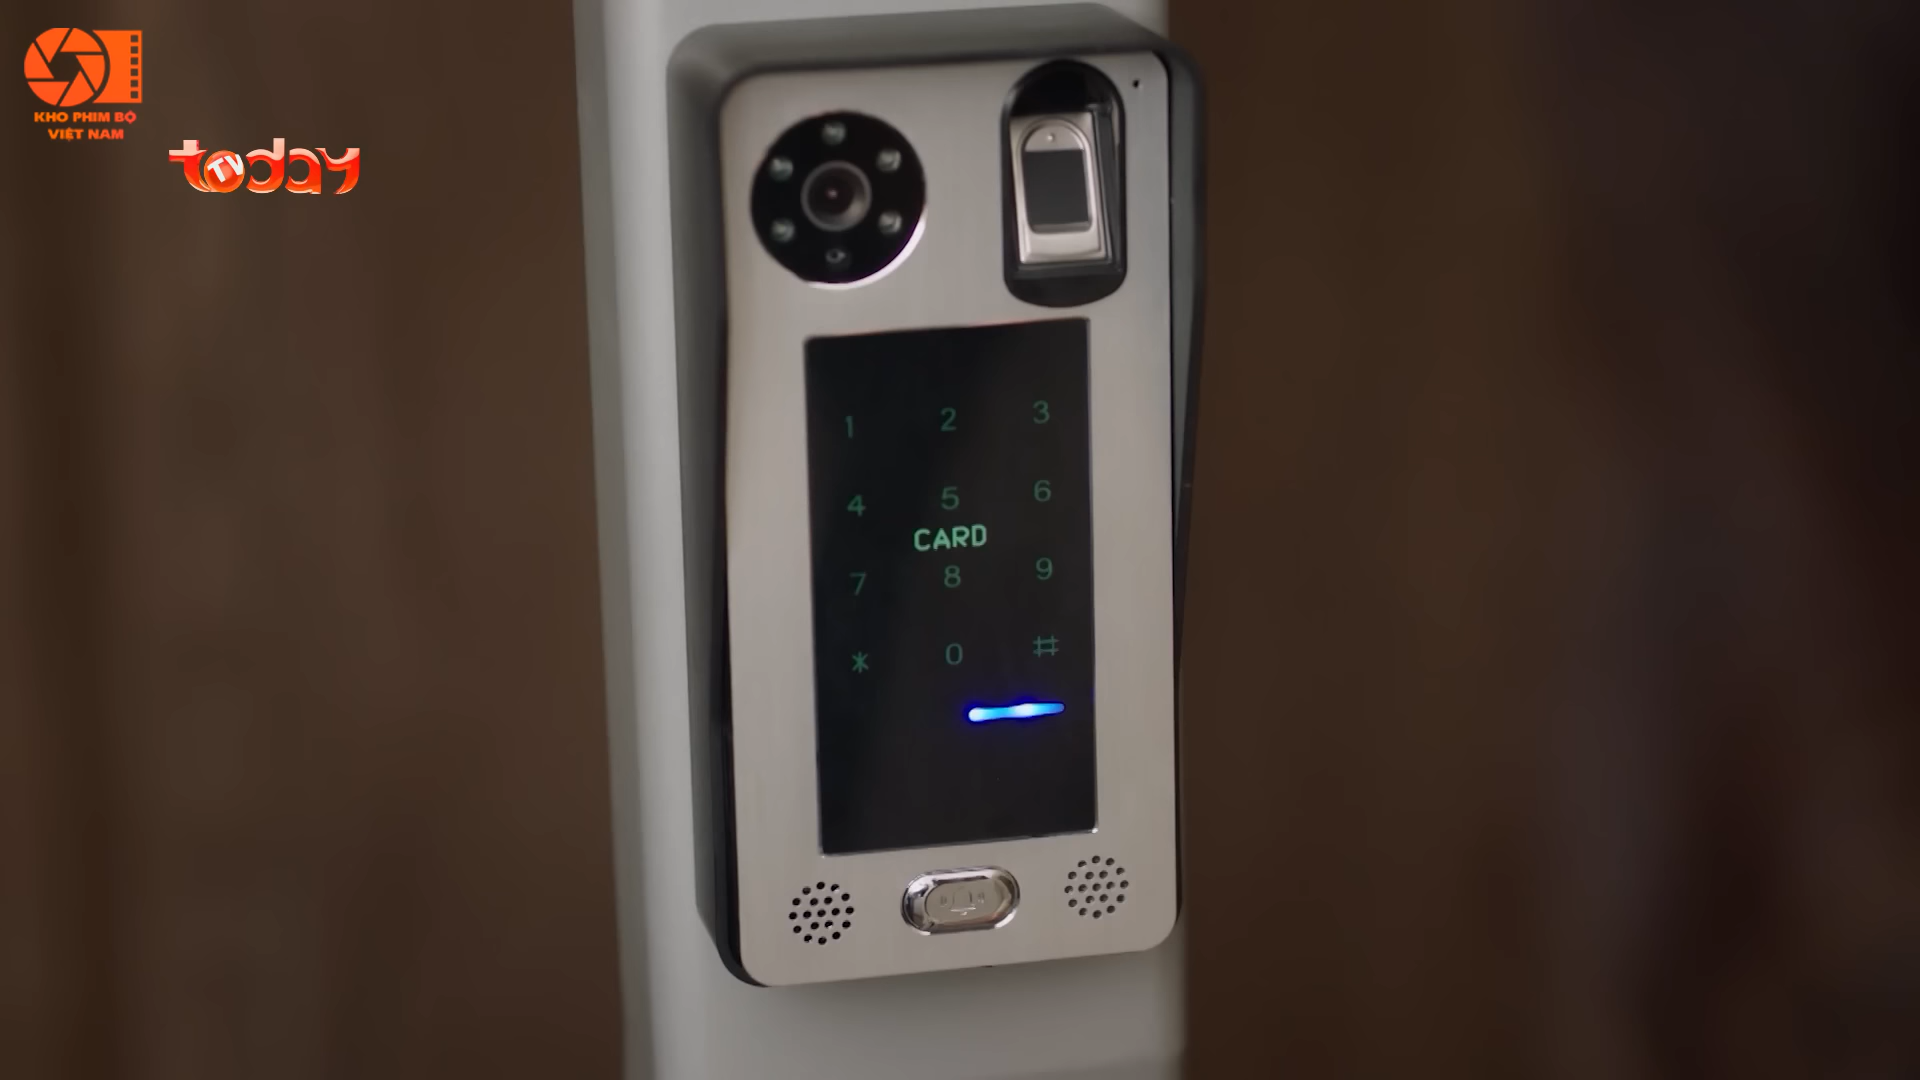 KHO PHIM BỘ
VIỆT NAM
today
TV
1 2 3
4 5 6
CARD
7 8 9
* 0 #